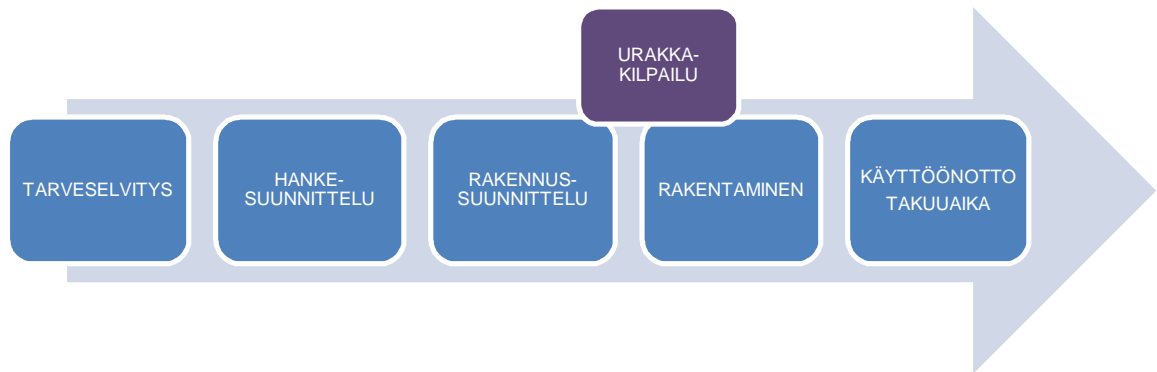 URAKKA-
KILPAILU
TARVESELVITYS
HANKE-
SUUNNITTELU
RAKENNUS-
SUUNNITTELU
RAKENTAMINEN
KÄYTTÖÖNOTTO
TAKUUAIKA